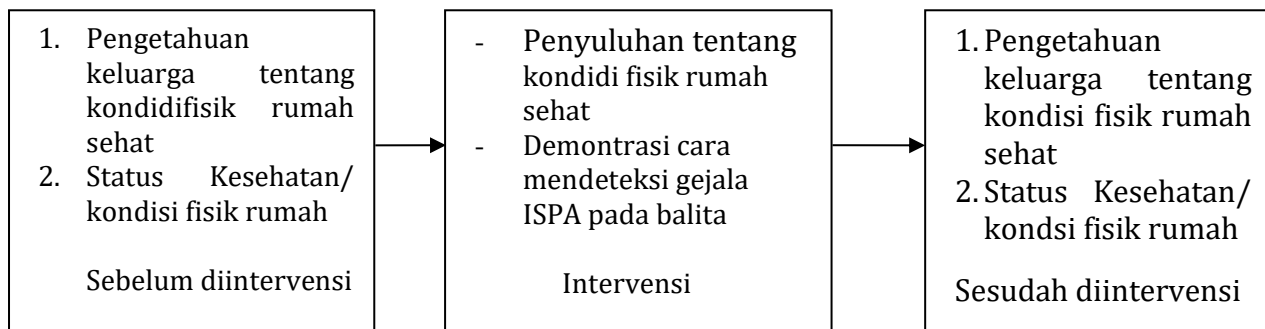 1. Pengetahuan
keluarga tentang
kondidifisik rumah
sehat
2. Status Kesehatan/
kondisi fisik rumah
Sebelum diintervensi
- Penyuluhan tentang
kondidi fisik rumah
sehat
- Demontrasi cara
mendeteksi gejala
ISPA pada balita
Intervensi
1. Pengetahuan
keluarga tentang
kondisi fisik rumah
sehat
2. Status Kesehatan/
kondsi fisik rumah
Sesudah diintervensi